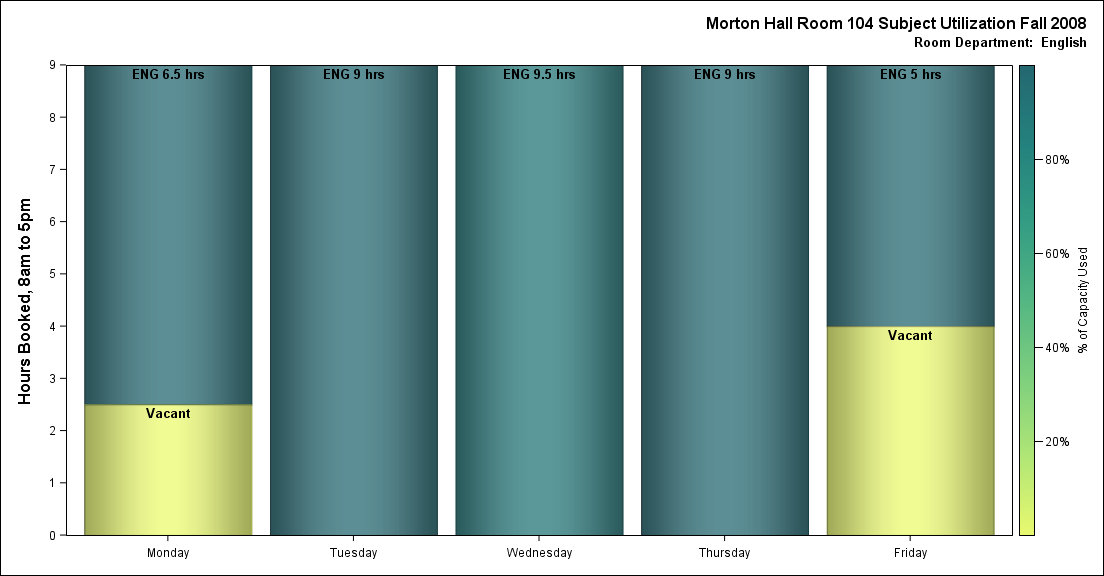 Morton Hall Room 104 Subject Utilization Fall 2008
Room Department:  English
Hours Booked, 8am to 5pm
9
8
7
6
5
4
3
2
1
0
ENG 6.5 hrs
Vacant
ENG 9 hrs
ENG 9.5 hrs
ENG 9 hrs
ENG 5 hrs
Vacant
Monday
Tuesday
Wednesday
Thursday
Friday
80%
60%
40%
20%
% of Capacity Used